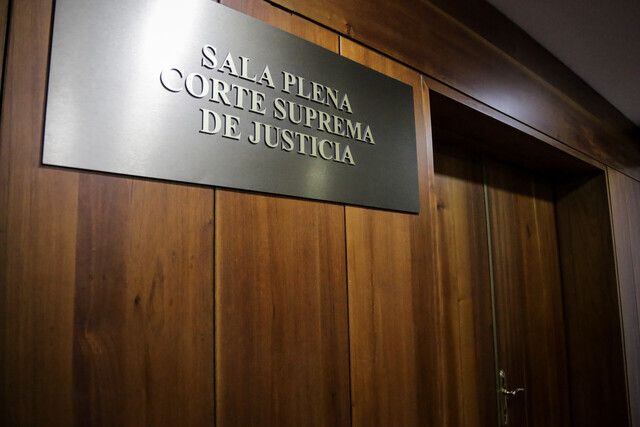 SALA PLENA
CORTE SUPREMA
DE JUSTICIA